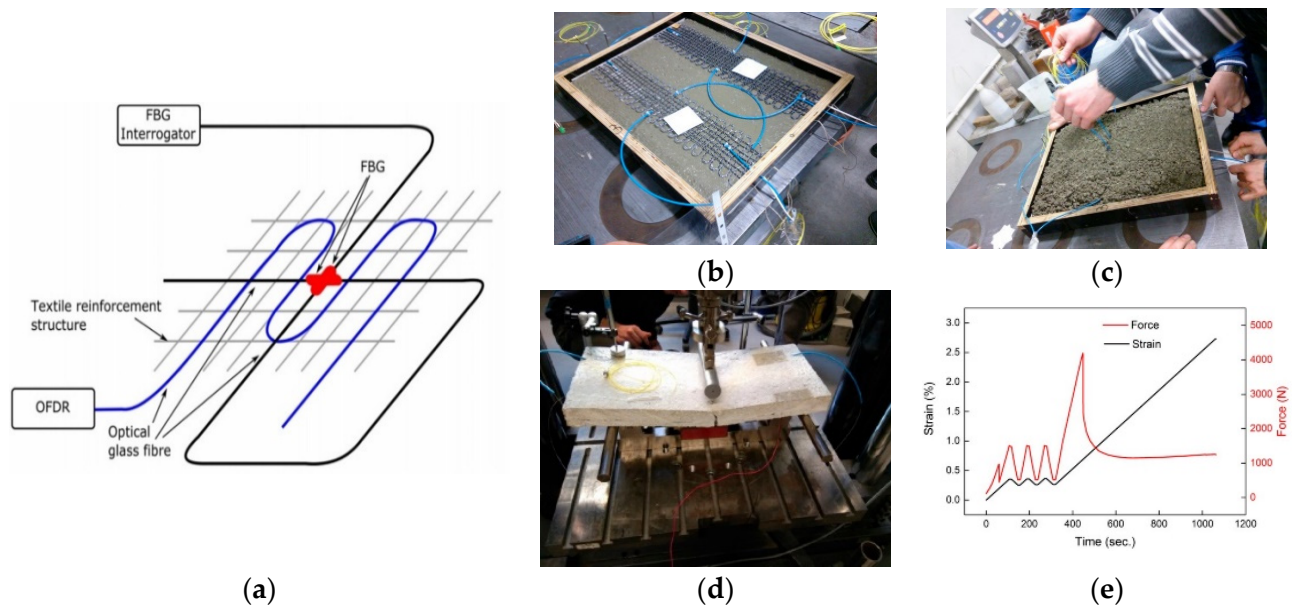 FBG
Interrogator
FBG
Textile reinforcement
structure
OFDR
Optical
glass fibre
(a)
(b)
(c)
(d)
Force
Strain
3.0
2.5
2.0
1.5
1.0
0.5
0.0
Strain (%)
5000
4000
3000
2000
1000
0
Force (N)
0 200 400 600 800 1000 1200
Time (sec.)
(e)